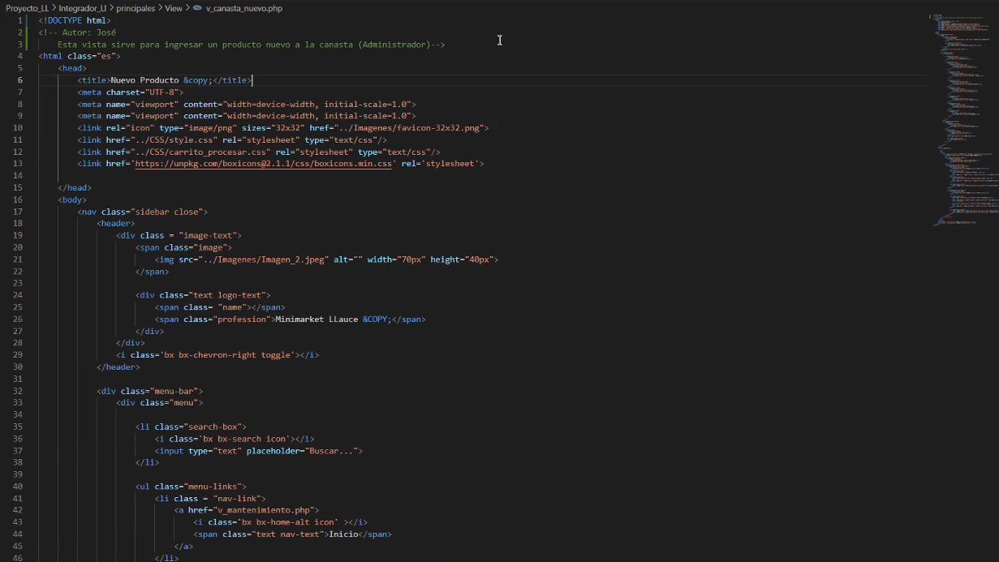 Proyecto_LL > Integrador_LI > principales > View > v_canasta_nuevo.php
1 <!DOCTYPE html>
2 <!-- Autor: José
3 Esta vista sirve para ingresar un producto nuevo a la canasta (Administrador)-->
4 <html class="es">
5 <head>
6 <title>Nuevo Producto &copy;</title>
7 <meta charset="UTF-8">
8 <meta name="viewport" content="width=device-width, initial-scale=1.0">
9 <meta name="viewport" content="width=device-width, initial-scale=1.0">
10 <link rel="icon" type="image/png" sizes="32x32" href="../Imagenes/favicon-32x32.png">
11 <link href="../CSS/style.css" rel="stylesheet" type="text/css"/>
12 <link href="../CSS/carrito_procesar.css" rel="stylesheet" type="text/css"/>
13 <link href='https://unpkg.com/boxicons@2.1.1/css/boxicons.min.css' rel='stylesheet'>
14
15 </head>
16 <body>
17 <nav class="sidebar close">
18 <header>
19 <div class = "image-text">
20 <span class="image">
21 <img src="../Imagenes/Imagen_2.jpeg" alt="" width="70px" height="40px">
22 </span>
23
24 <div class="text logo-text">
25 <span class= "name"></span>
26 <span class="profession">Minimarket LLauce &COPY;</span>
27 </div>
28 </div>
29 <i class='bx bx-chevron-right toggle'></i>
30 </header>
31
32 <div class="menu-bar">
33 <div class="menu">
34
35 <li class="search-box">
36 <i class='bx bx-search icon'></i>
37 <input type="text" placeholder="Buscar...">
38 </li>
39
40 <ul class="menu-links">
41 <li class = "nav-link">
42 <a href="v_mantenimiento.php">
43 <i class='bx bx-home-alt icon' ></i>
44 <span class="text nav-text">Inicio</span>
45 </a>
46 </li>